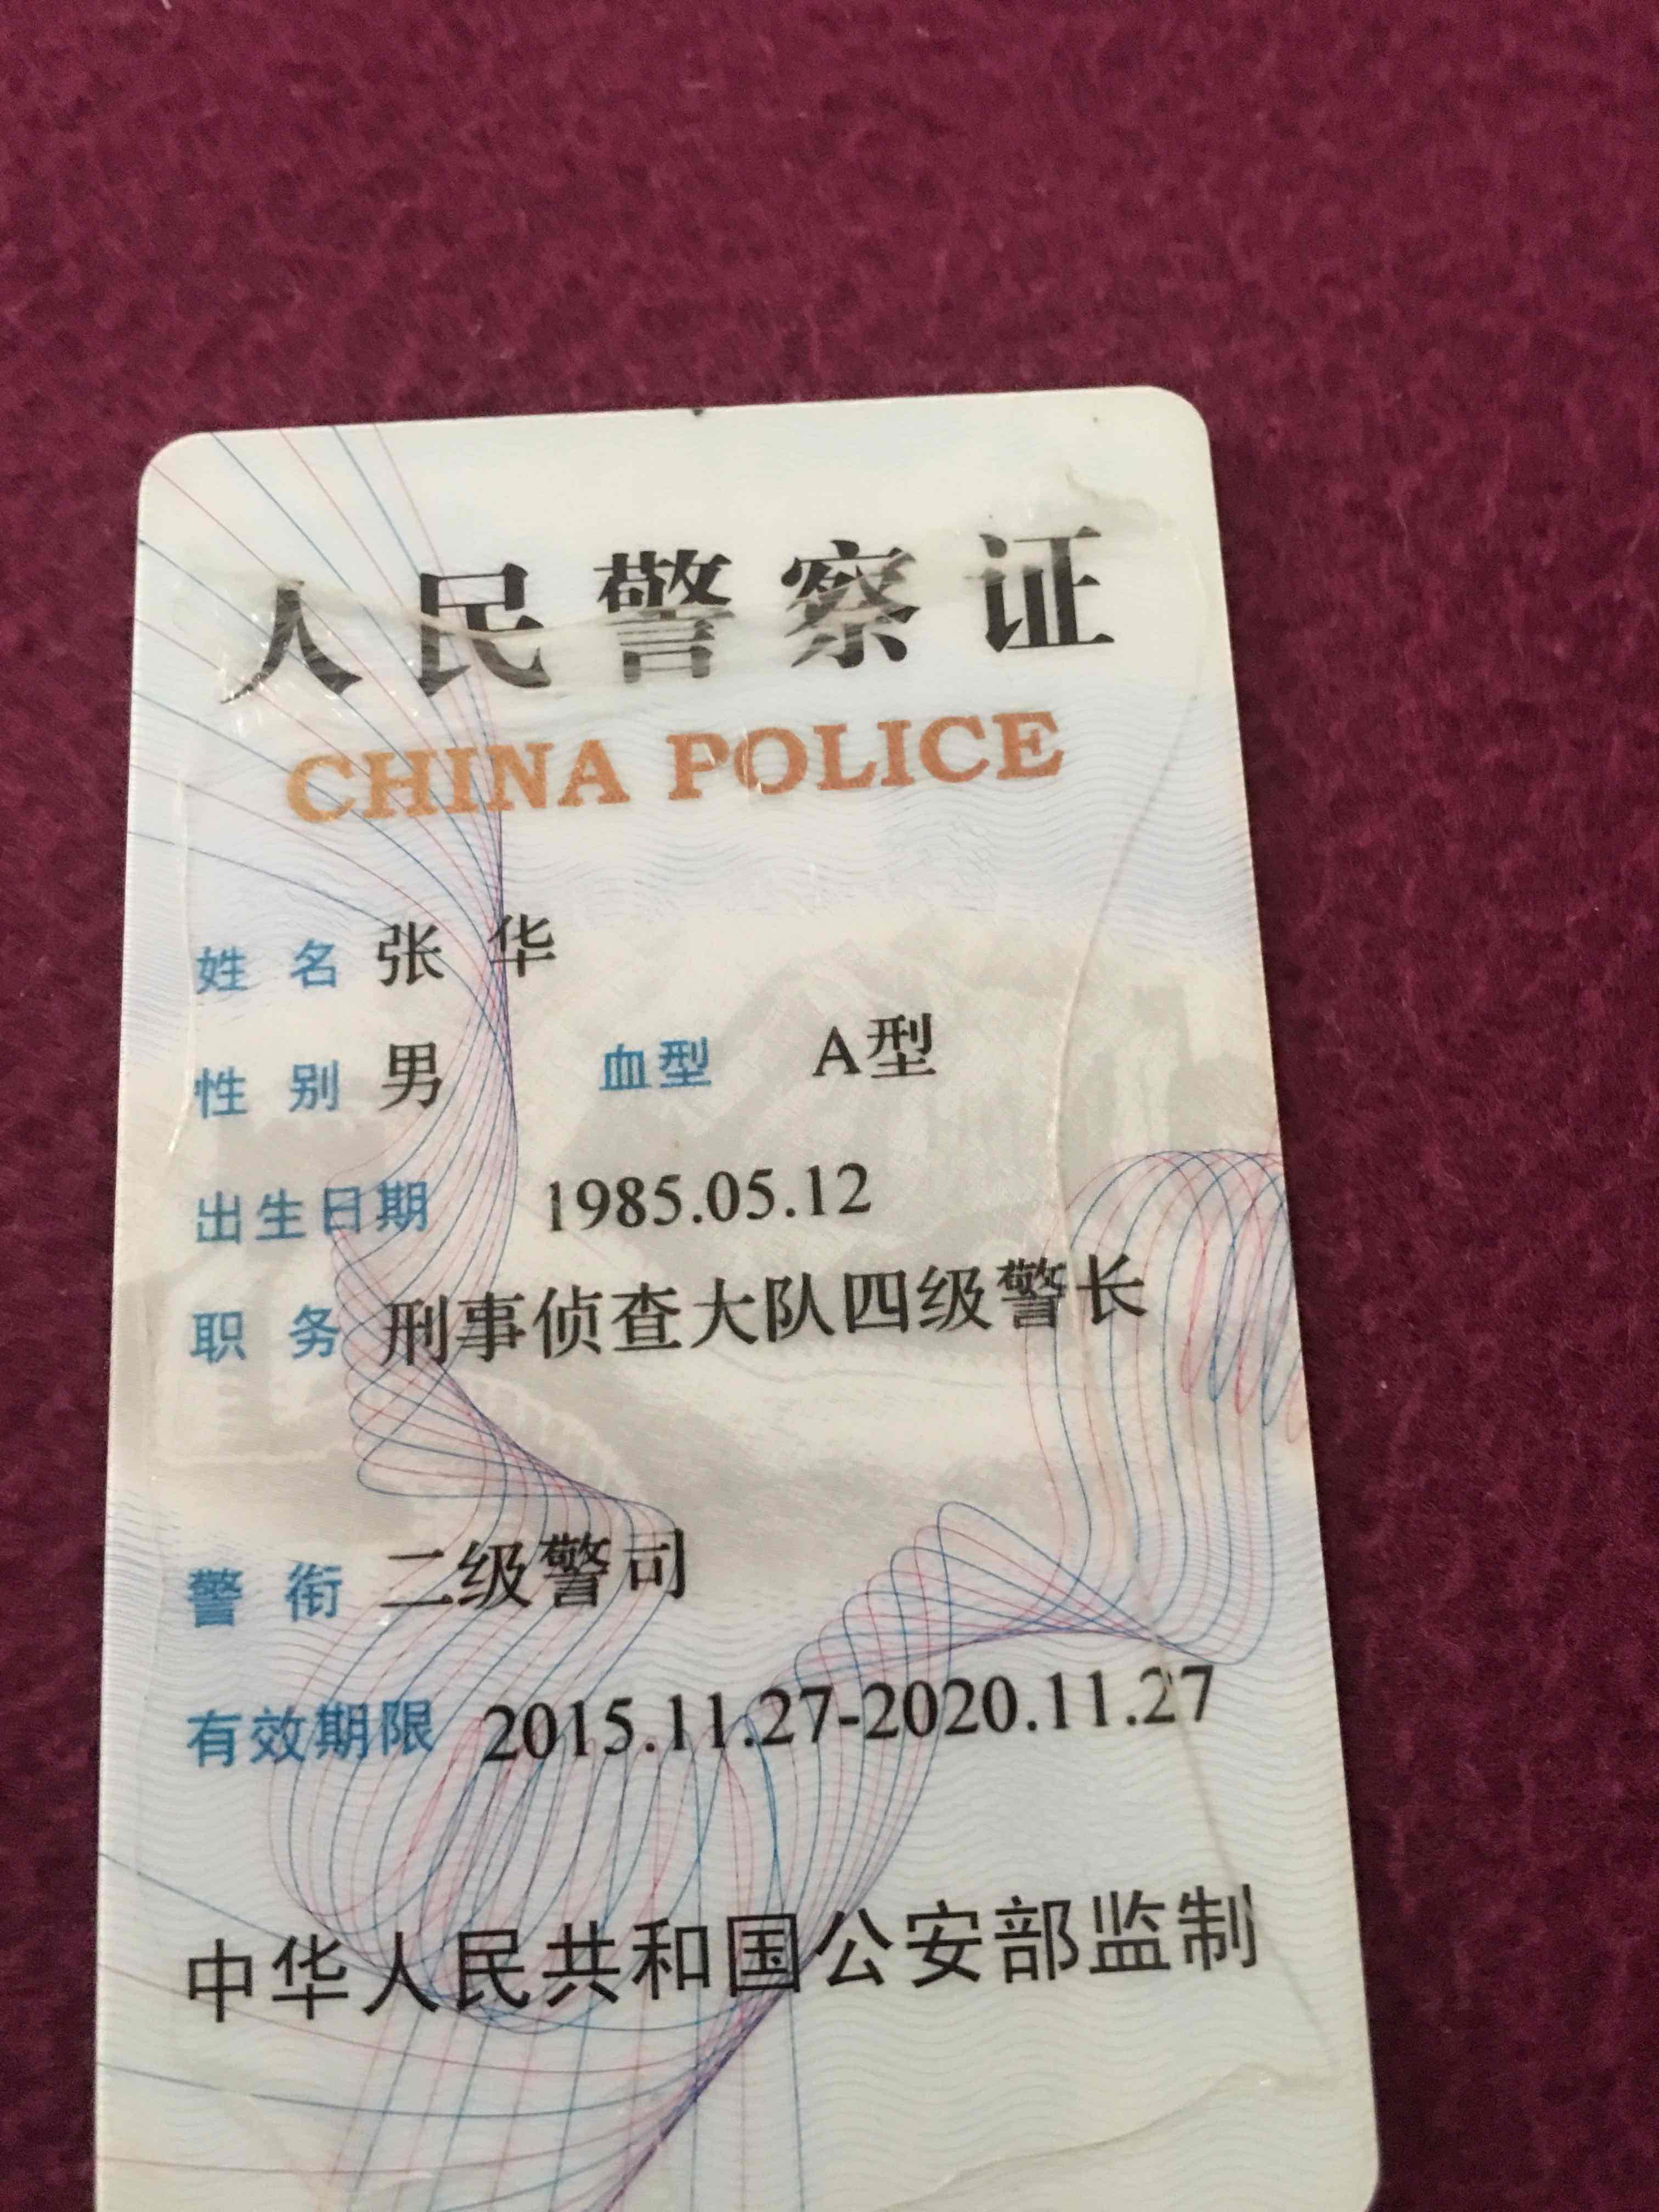 人民警察证
CHINA POLICE
姓名 张华
性别 男 血型 A型
出生日期 1985.05.12
职务 刑事侦查大队四级警长
警衔 二级警司
有效期限 2015.11.27-2020.11.27
中华人民共和国公安部监制